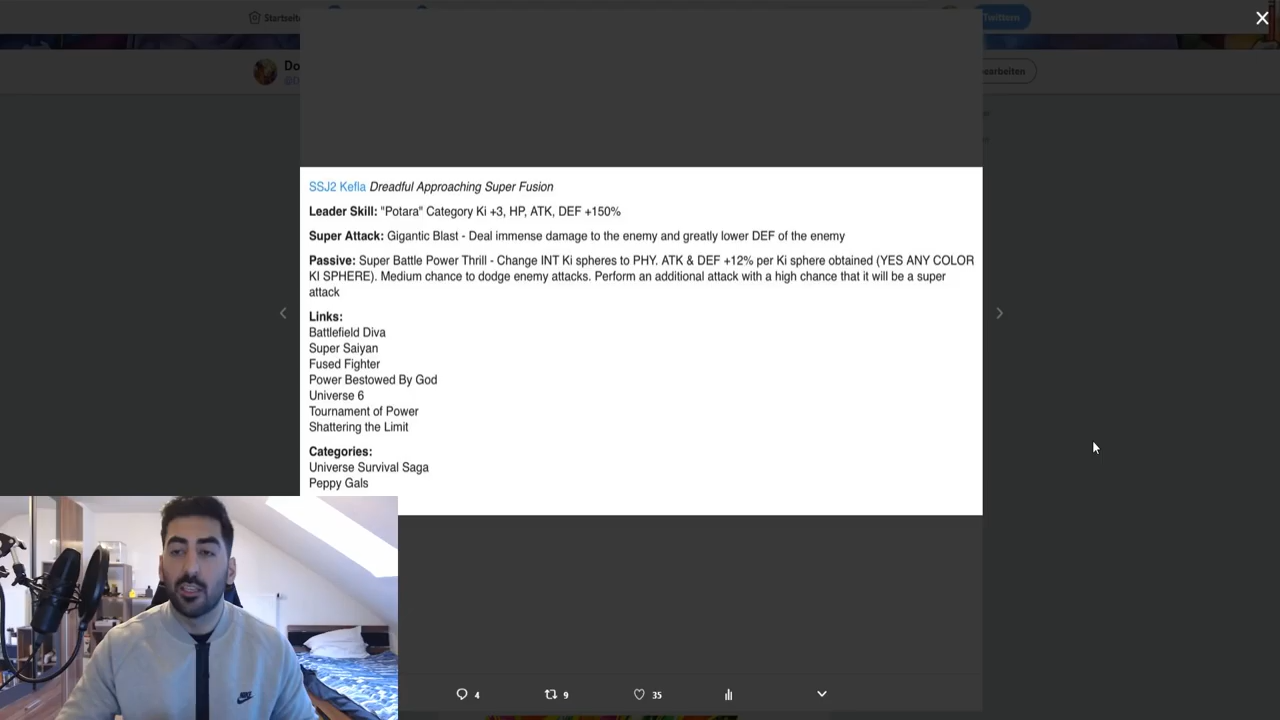 Startseite
Twittern
Do
@D
bearbeiten
SSJ2 Kefla Dreadful Approaching Super Fusion
Leader Skill: "Potara" Category Ki +3, HP, ATK, DEF +150%
Super Attack: Gigantic Blast - Deal immense damage to the enemy and greatly lower DEF of the enemy
Passive: Super Battle Power Thrill - Change INT Ki spheres to PHY. ATK & DEF +12% per Ki sphere obtained (YES ANY COLOR
KI SPHERE). Medium chance to dodge enemy attacks. Perform an additional attack with a high chance that it will be a super
attack
Links:
Battlefield Diva
Super Saiyan
Fused Fighter
Power Bestowed By God
Universe 6
Tournament of Power
Shattering the Limit
Categories:
Universe Survival Saga
Peppy Gals
4 9 35